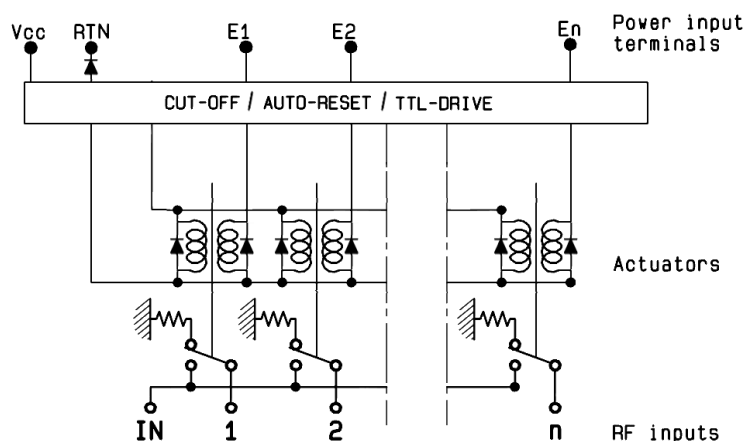 Vcc RTN E1 E2 En Power input
terminals
CUT-OFF / AUTO-RESET / TTL-DRIVE
Actuators
IN 1 2 n RF inputs